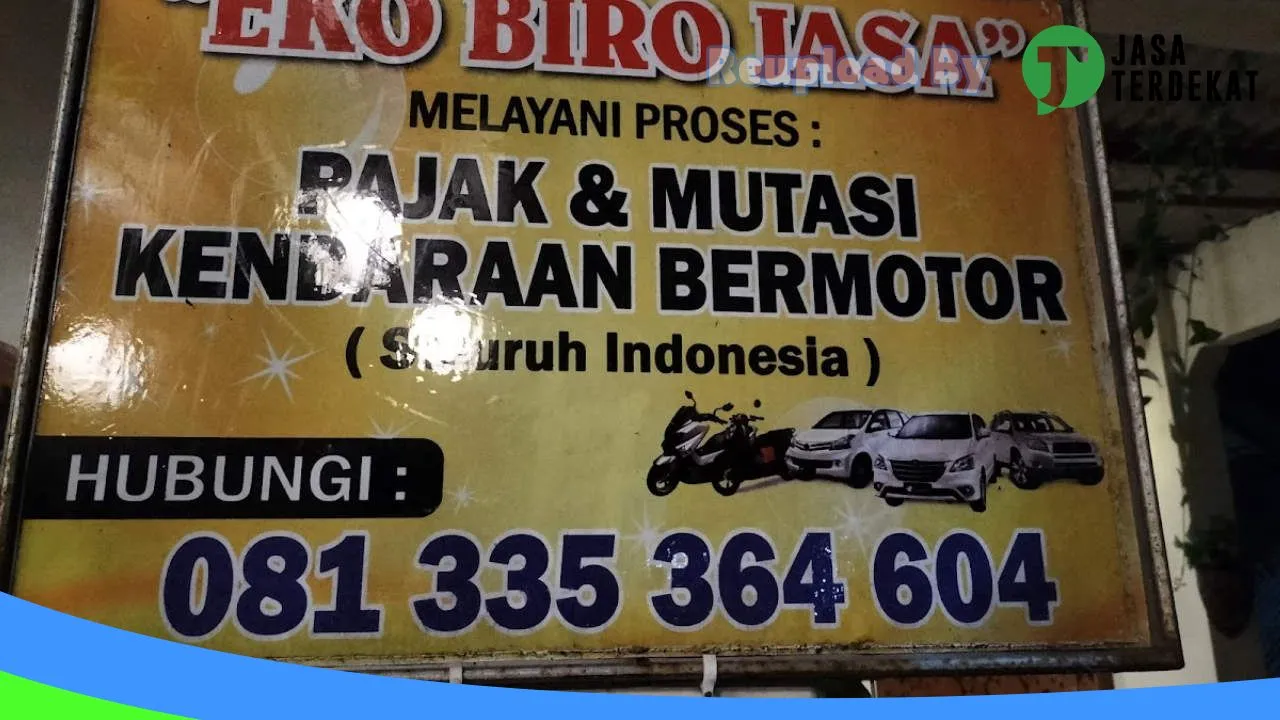 "EKO BIRO JASA"
Reupload By
JASA
TERDEKAT
MELAYANI PROSES :
PAJAK & MUTASI
KENDARAAN BERMOTOR
( Seluruh Indonesia )
HUBUNGI :
081 335 364 604